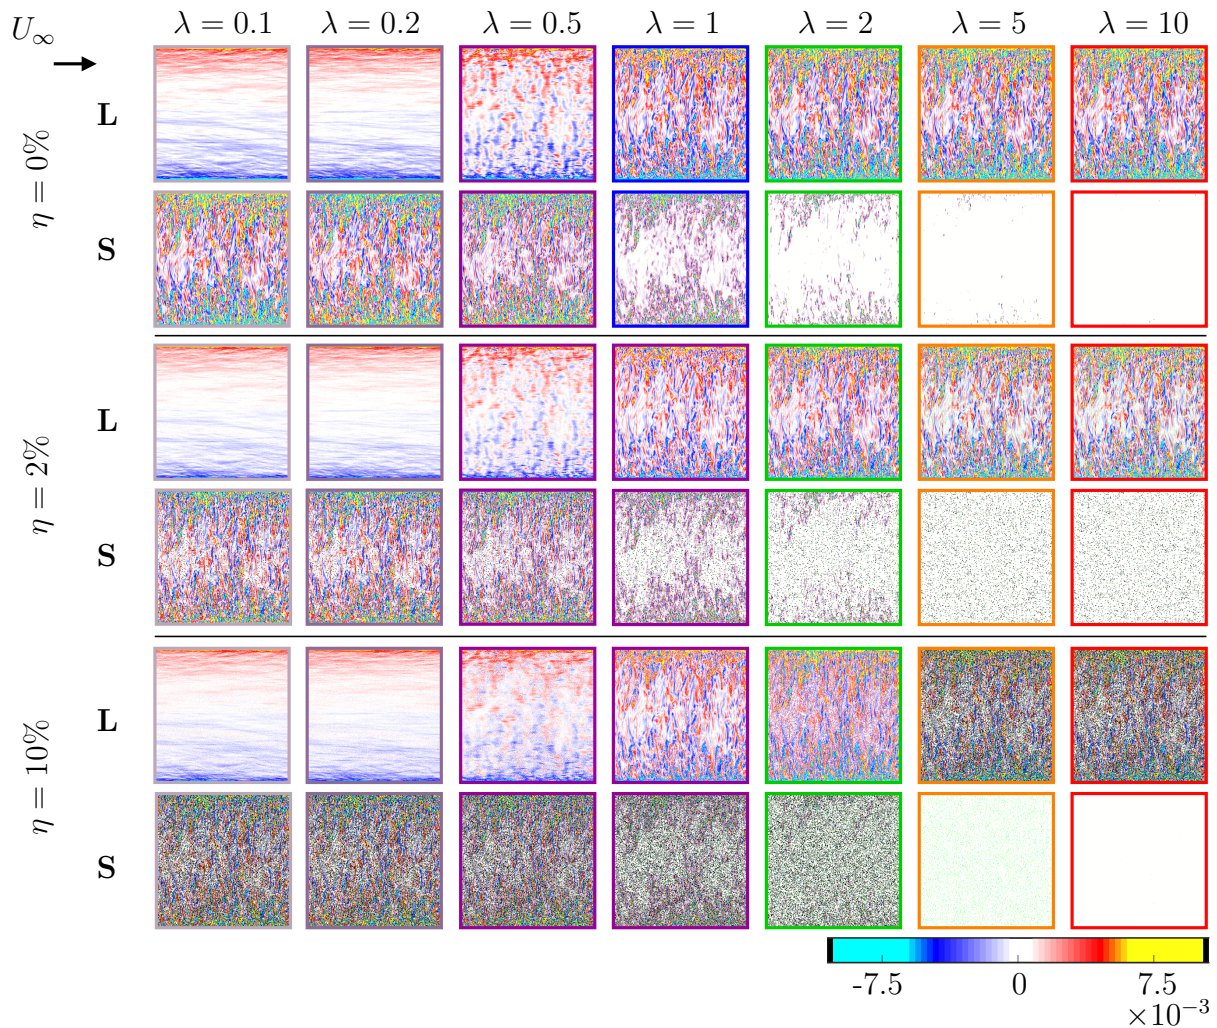 U∞
λ = 0.1 λ = 0.2 λ = 0.5 λ = 1 λ = 2 λ = 5 λ = 10
η = 0%
L
S
η = 2%
L
S
η = 10%
L
S
-7.5 0 7.5
×10⁻³